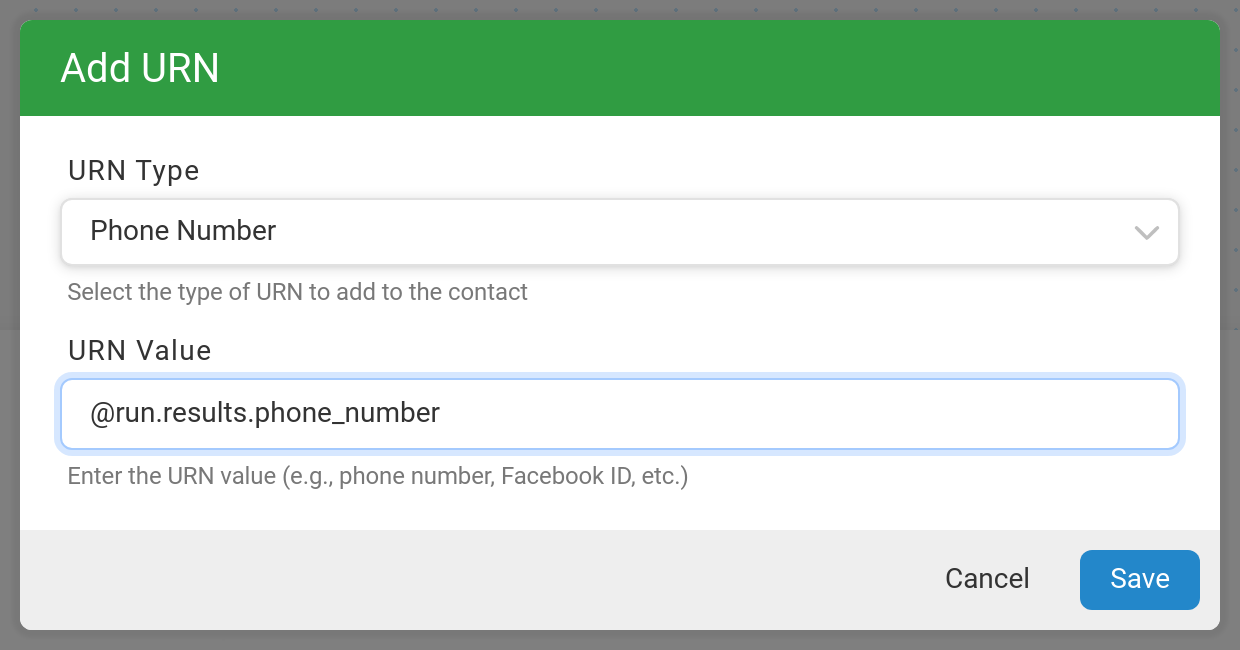 Add URN
URN Type
Phone Number
Select the type of URN to add to the contact
URN Value
@run.results.phone_number
Enter the URN value (e.g., phone number, Facebook ID, etc.)
Cancel
Save